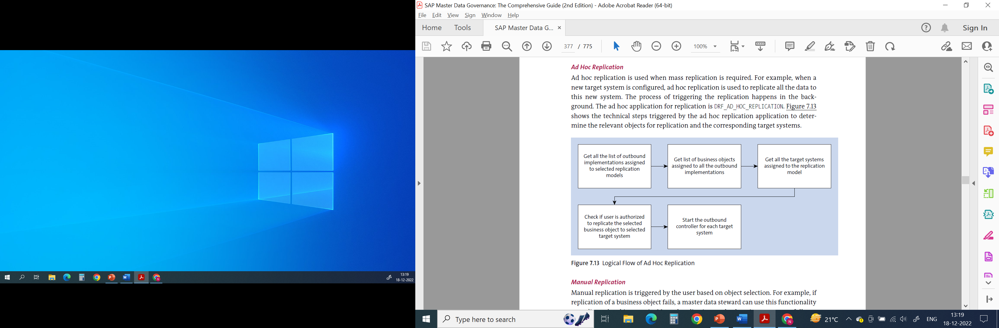 13:19
18-12-2022
SAP Master Data Governance: The Comprehensive Guide (2nd Edition) - Adobe Acrobat Reader (64-bit)
File Edit View Sign Window Help
Home Tools SAP Master Data G... ×
Sign In
377 / 775
100%
Ad Hoc Replication
Ad hoc replication is used when mass replication is required. For example, when a
new target system is configured, ad hoc replication is used to replicate all the data to
this new system. The process of triggering the replication happens in the back-
ground. The ad hoc application for replication is DRF_AD_HOC_REPLICATION. Figure 7.13
shows the technical steps triggered by the ad hoc replication application to deter-
mine the relevant objects for replication and the corresponding target systems.
Get all the list of outbound
implementations assigned
to selected replication
models
Get list of business objects
assigned to all the outbound
implementations
Get all the target systems
assigned to the replication
model
Check if user is authorized
to replicate the selected
business object to selected
target system
Start the outbound
controller for each target
system
Figure 7.13 Logical Flow of Ad Hoc Replication
Manual Replication
Manual replication is triggered by the user based on object selection. For example, if
replication of a business object fails, a master data steward can use this functionality
Type here to search
21°C
ENG
13:19
18-12-2022